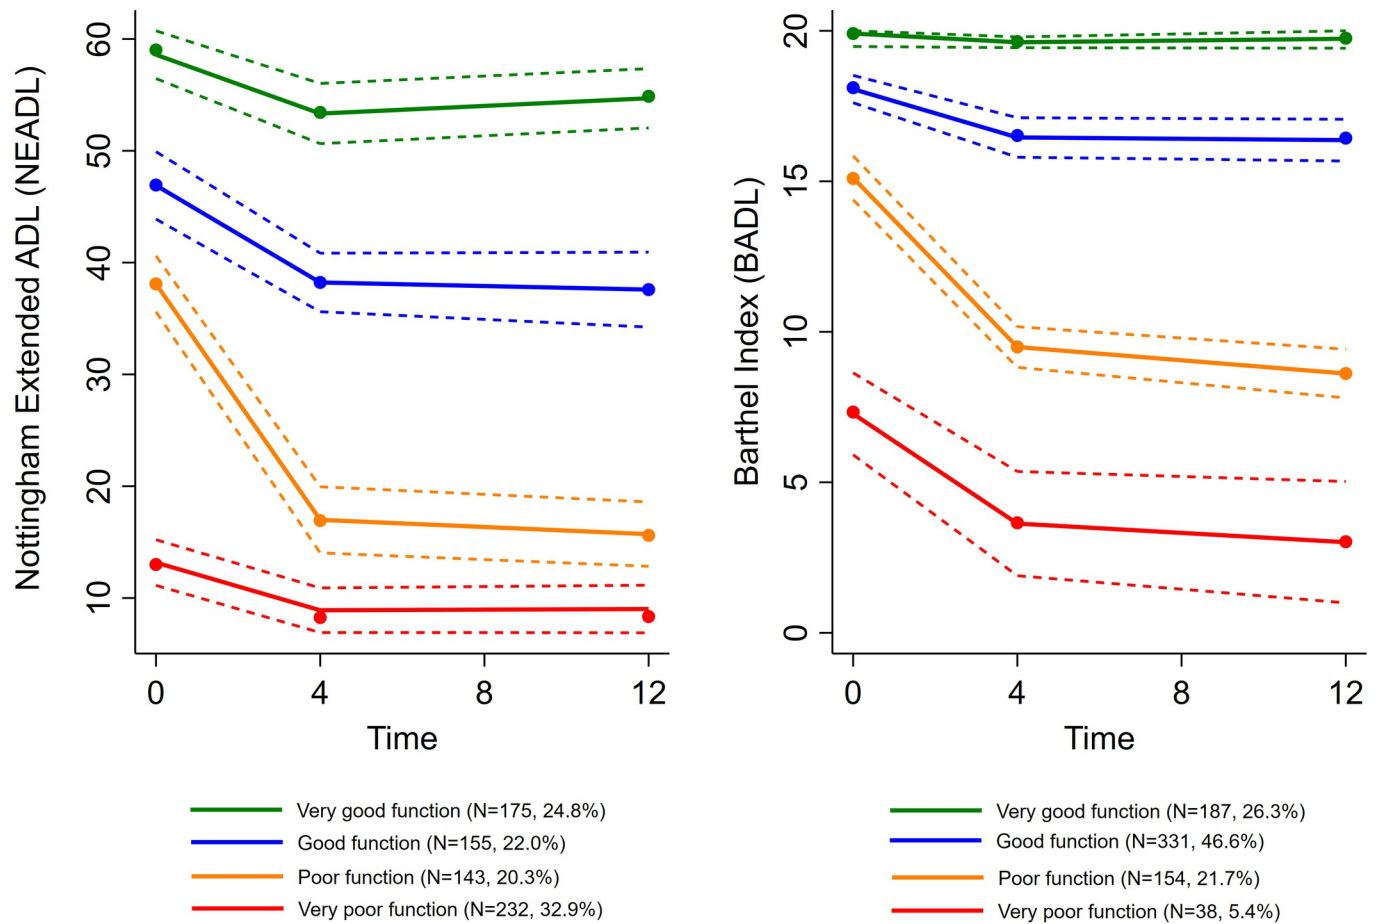 Nottingham Extended ADL (NEADL)
60
50
40
30
20
10
0
4
8
12
Time
Very good function (N=175, 24.8%)
Good function (N=155, 22.0%)
Poor function (N=143, 20.3%)
Very poor function (N=232, 32.9%)
Barthel Index (BADL)
20
15
10
5
0
0
4
8
12
Time
Very good function (N=187, 26.3%)
Good function (N=331, 46.6%)
Poor function (N=154, 21.7%)
Very poor function (N=38, 5.4%)